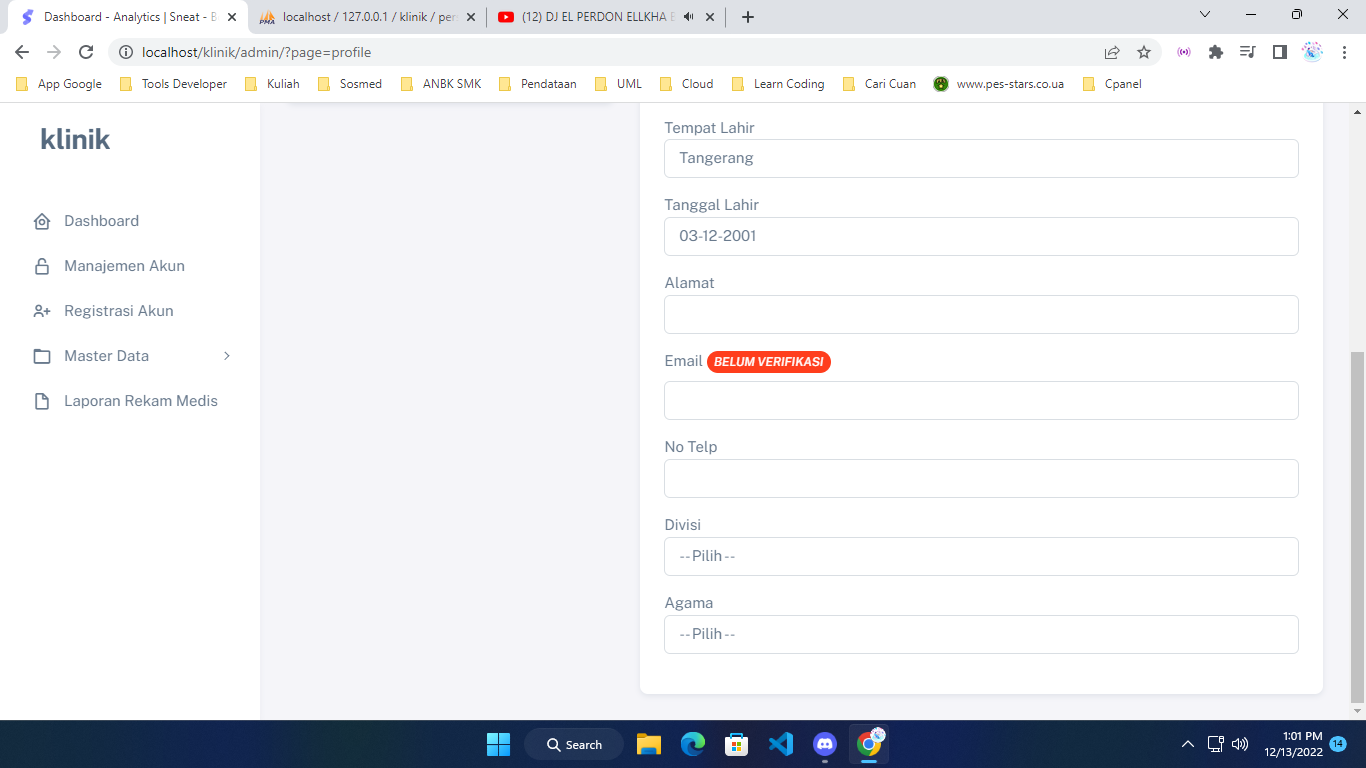 Dashboard - Analytics | Sneat - B
localhost / 127.0.0.1 / klinik / per
(12) DJ EL PERDON ELLKHA
localhost/klinik/admin/?page=profile
App Google
Tools Developer
Kuliah
Sosmed
ANBK SMK
Pendataan
UML
Cloud
Learn Coding
Cari Cuan
www.pes-stars.co.ua
Cpanel
klinik
Dashboard
Manajemen Akun
Registrasi Akun
Master Data
Laporan Rekam Medis
Tempat Lahir
Tangerang
Tanggal Lahir
03-12-2001
Alamat
Email BELUM VERIFIKASI
No Telp
Divisi
-- Pilih --
Agama
-- Pilih --
Search
1:01 PM
12/13/2022
14